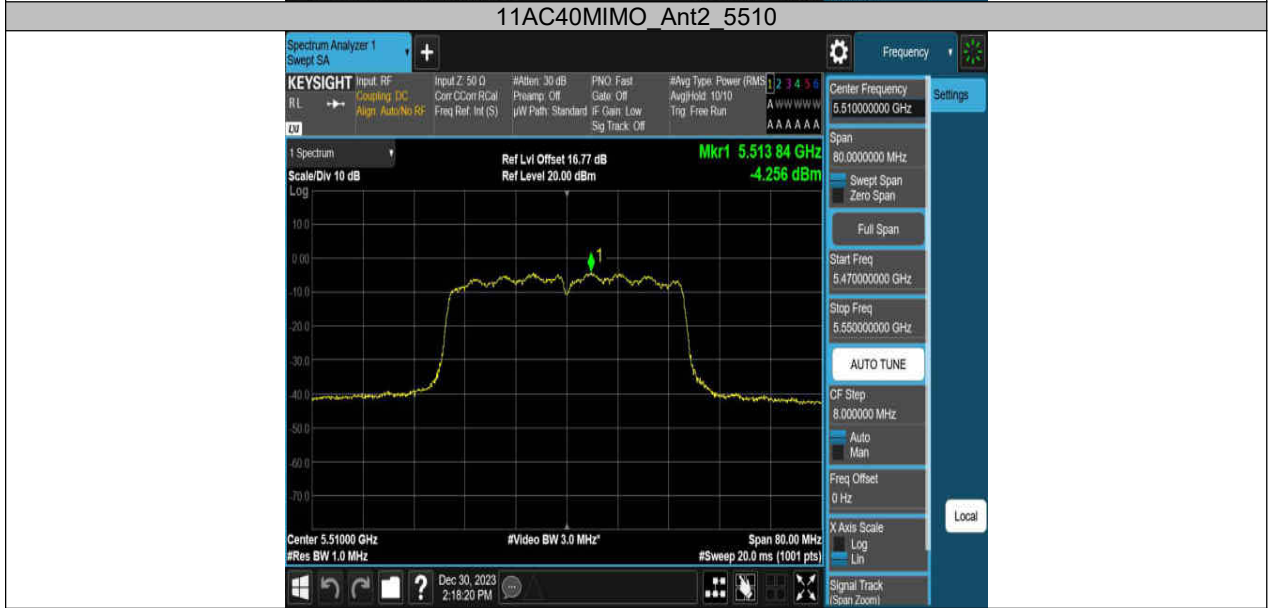 11AC40MIMO_Ant2_5510
Spectrum Analyzer 1
Swept SA
+
Frequency
KEYSIGHT
RL
LXI
Input: RF
Coupling: DC
Align: Auto/No RF
Input Z: 50 Ω
Corr CCorr RCal
Freq Ref: Int (S)
#Atten: 30 dB
Preamp: Off
µW Path: Standard
PNO: Fast
Gate: Off
IF Gain: Low
Sig Track: Off
#Avg Type: Power (RMS
Avg|Hold: 10/10
Trig: Free Run
1 2 3 4 5 6
A W W W W W
A A A A A A
Center Frequency
5.510000000 GHz
Settings
1 Spectrum
Scale/Div 10 dB
Ref Lvl Offset 16.77 dB
Ref Level 20.00 dBm
Mkr1 5.513 84 GHz
-4.256 dBm
Log
10.0
0.00
-10.0
-20.0
-30.0
-40.0
-50.0
-60.0
-70.0
1
Span
80.0000000 MHz
Swept Span
Zero Span
Full Span
Start Freq
5.470000000 GHz
Stop Freq
5.550000000 GHz
AUTO TUNE
CF Step
8.000000 MHz
Auto
Man
Freq Offset
0 Hz
X Axis Scale
Log
Lin
Local
Signal Track
(Span Zoom)
Center 5.51000 GHz
#Res BW 1.0 MHz
#Video BW 3.0 MHz*
Span 80.00 MHz
#Sweep 20.0 ms (1001 pts)
?
Dec 30, 2023
2:18:20 PM